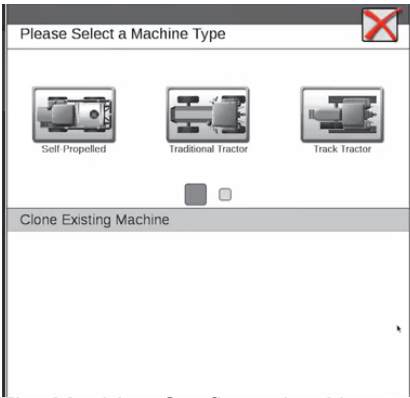 Please Select a Machine Type
Self-Propelled
Traditional Tractor
Track Tractor
Clone Existing Machine